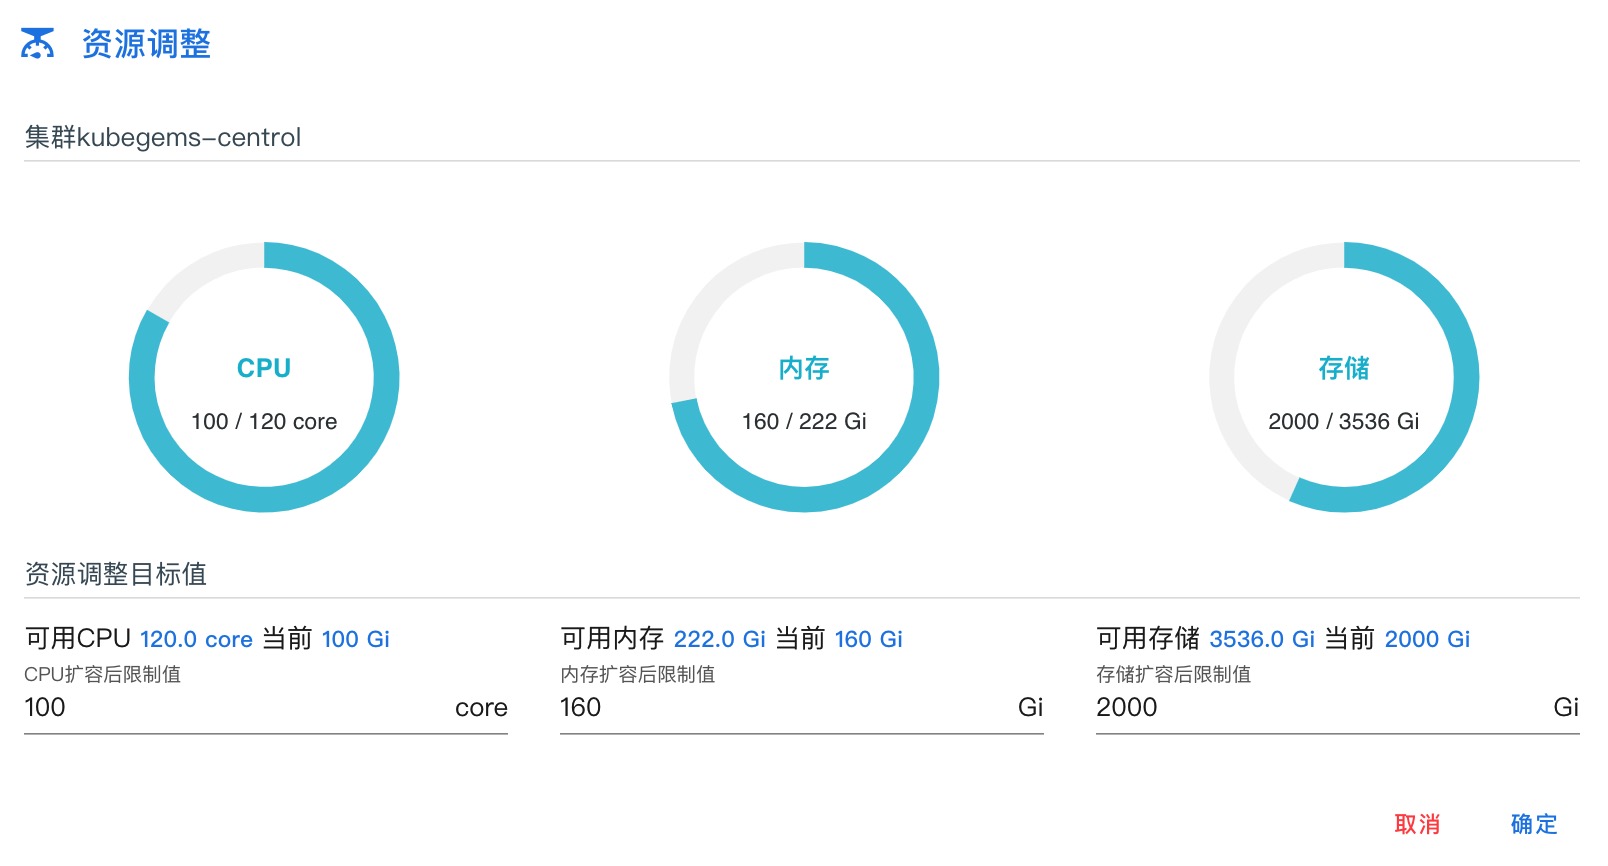 资源调整
集群kubegems-centrol
CPU
100 / 120 core
内存
160 / 222 Gi
存储
2000 / 3536 Gi
资源调整目标值
可用CPU 120.0 core 当前 100 Gi
CPU扩容后限制值
100 core
可用内存 222.0 Gi 当前 160 Gi
内存扩容后限制值
160 Gi
可用存储 3536.0 Gi 当前 2000 Gi
存储扩容后限制值
2000 Gi
取消 确定